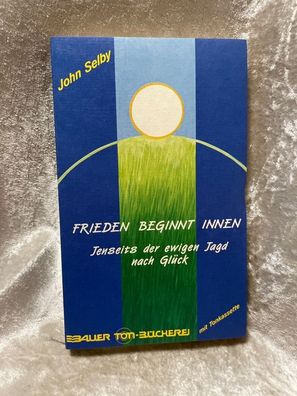 John Selby
FRIEDEN BEGINNT INNEN
Jenseits der ewigen Jagd
nach Glück
BAUER TON-BÜCHEREI
mit Tonkassette